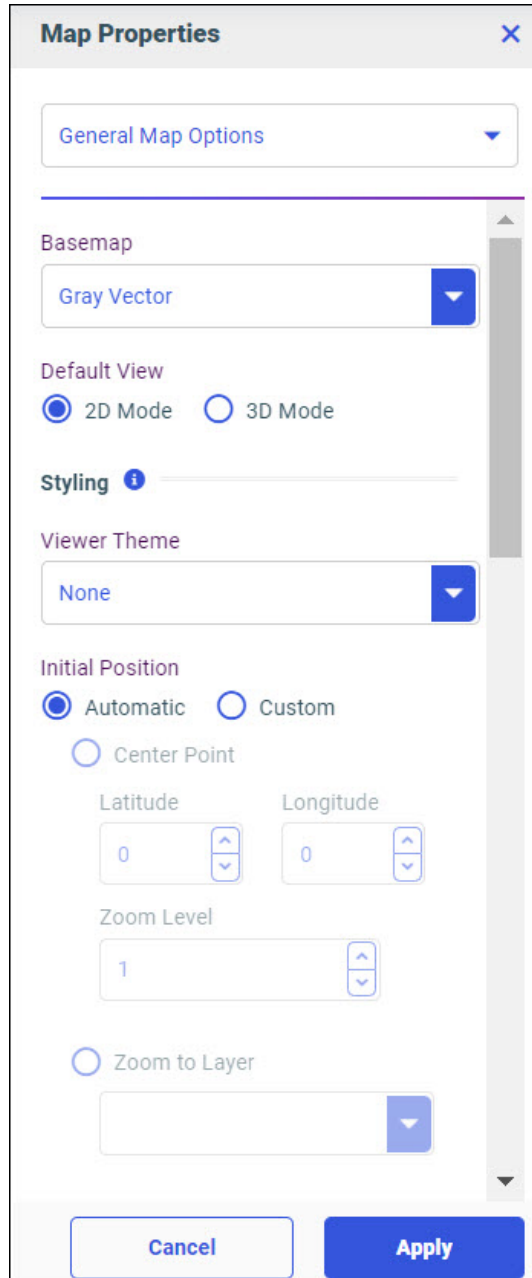 Map Properties
General Map Options
Basemap
Gray Vector
Default View
2D Mode 3D Mode
Styling
Viewer Theme
None
Initial Position
Automatic Custom
Center Point
Latitude Longitude
0 0
Zoom Level
1
Zoom to Layer
Cancel Apply